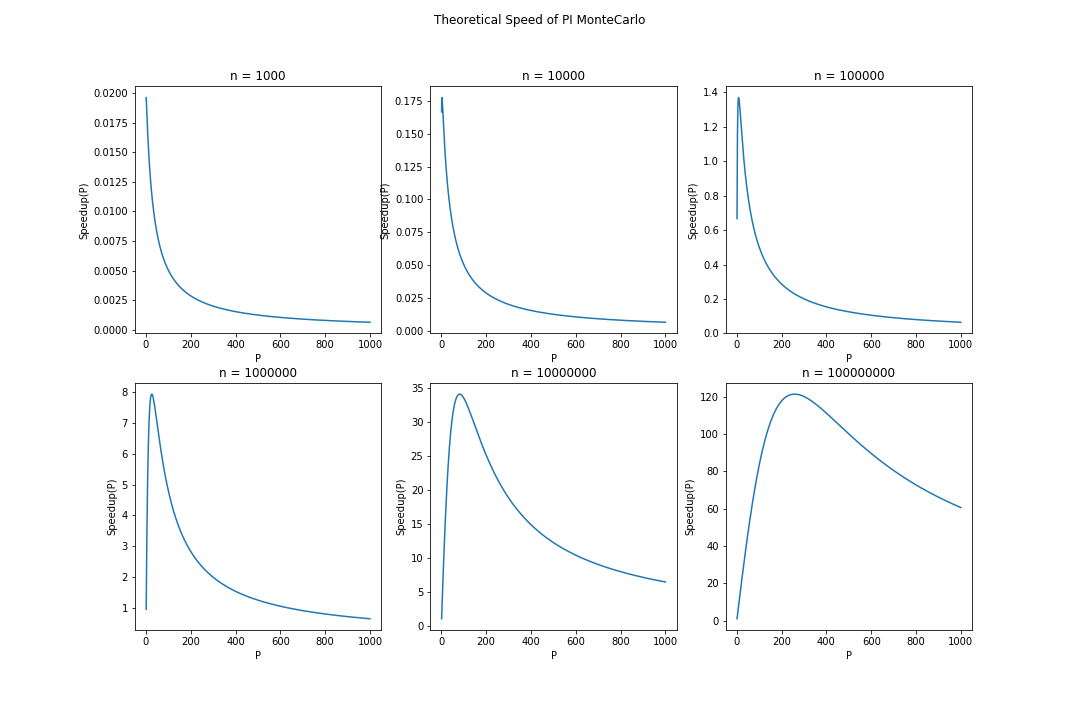 Theoretical Speed of PI MonteCarlo
n = 1000
0.0200
0.0175
0.0150
0.0125
0.0100
0.0075
0.0050
0.0025
0.0000
Speedup(P)
0 200 400 600 800 1000
P
n = 10000
0.175
0.150
0.125
0.100
0.075
0.050
0.025
0.000
Speedup(P)
0 200 400 600 800 1000
P
n = 100000
1.4
1.2
1.0
0.8
0.6
0.4
0.2
0.0
Speedup(P)
0 200 400 600 800 1000
P
n = 1000000
8
7
6
5
4
3
2
1
Speedup(P)
0 200 400 600 800 1000
P
n = 10000000
35
30
25
20
15
10
5
0
Speedup(P)
0 200 400 600 800 1000
P
n = 100000000
120
100
80
60
40
20
0
Speedup(P)
0 200 400 600 800 1000
P